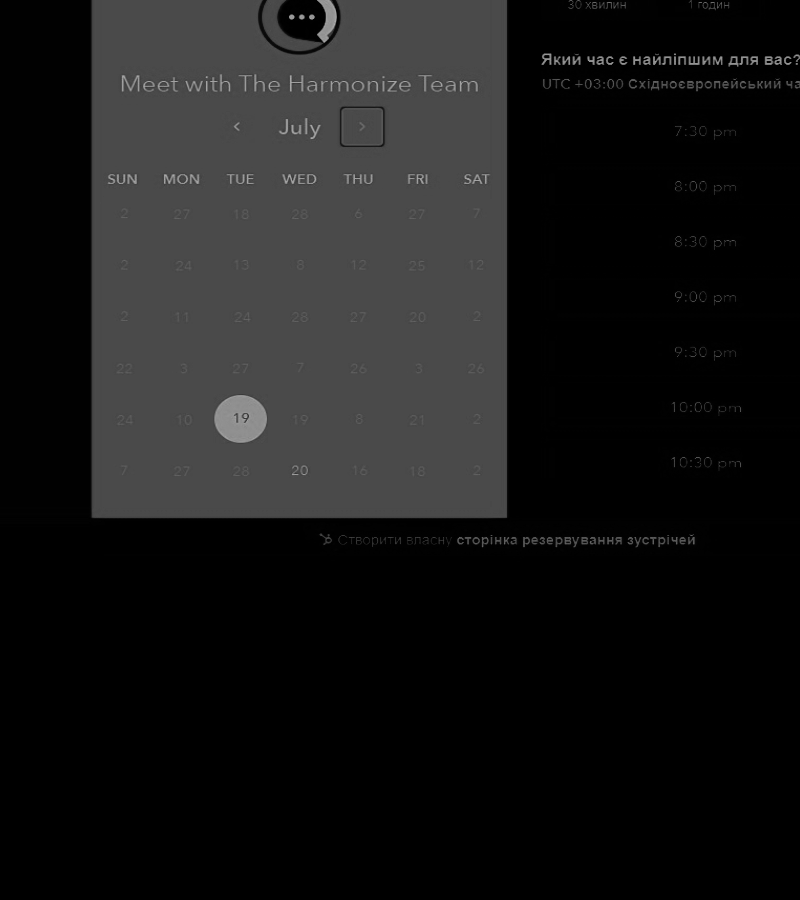 30 хвилин
1 годин
Meet with The Harmonize Team
July
SUN MON TUE WED THU FRI SAT
2 27 18 28 6 27 7
2 24 13 8 12 25 12
2 11 24 28 27 20 2
22 3 27 7 26 3 26
24 10 19 19 8 21 2
7 27 28 20 16 18 2
Який час є найліпшим для вас?
UTC +03:00 Східноєвропейський
7:30 pm
8:00 pm
8:30 pm
9:00 pm
9:30 pm
10:00 pm
10:30 pm
Створити власну сторінка резервування зустрічей